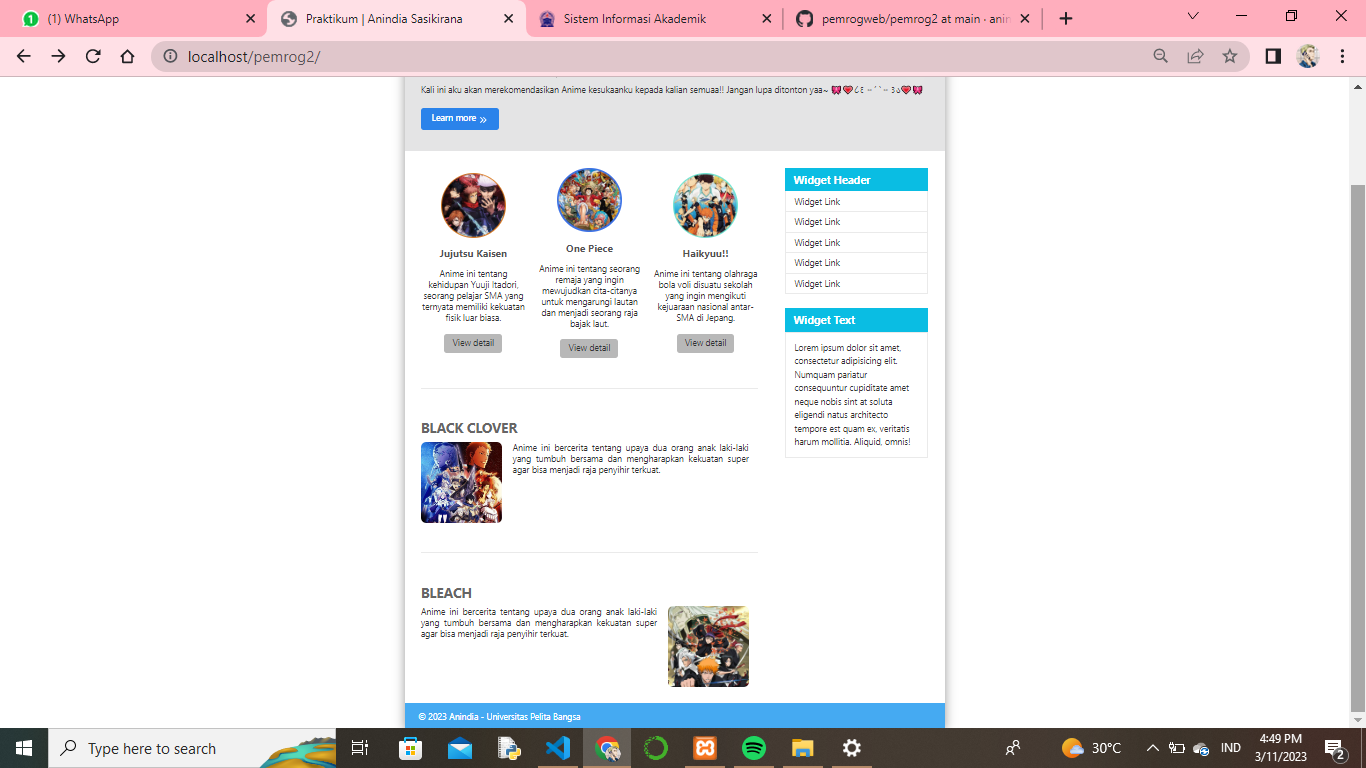 (1) WhatsApp
Praktikum | Anindia Sasikirana
Sistem Informasi Akademik
pemrogweb/pemrog2 at main · anin
localhost/pemrog2/
Kali ini aku akan merekomendasikan Anime kesukaanku kepada kalian semuaa!! Jangan lupa ditonton yaa~
Learn more »
Jujutsu Kaisen
Anime ini tentang
kehidupan Yuuji Itadori,
seorang pelajar SMA yang
ternyata memiliki kekuatan
fisik luar biasa.
View detail
One Piece
Anime ini tentang seorang
remaja yang ingin
mewujudkan cita-citanya
untuk mengarungi lautan
dan menjadi seorang raja
bajak laut.
View detail
Haikyuu!!
Anime ini tentang olahraga
bola voli disuatu sekolah
yang ingin mengikuti
kejuaraan nasional antar-
SMA di Jepang.
View detail
BLACK CLOVER
Anime ini bercerita tentang upaya dua orang anak laki-laki
yang tumbuh bersama dan mengharapkan kekuatan super
agar bisa menjadi raja penyihir terkuat.
BLEACH
Anime ini bercerita tentang upaya dua orang anak laki-laki
yang tumbuh bersama dan mengharapkan kekuatan super
agar bisa menjadi raja penyihir terkuat.
Widget Header
Widget Link
Widget Link
Widget Link
Widget Link
Widget Link
Widget Text
Lorem ipsum dolor sit amet,
consectetur adipisicing elit.
Numquam pariatur
consequuntur cupiditate amet
neque nobis sint at soluta
eligendi natus architecto
tempore est quam ex, veritatis
harum mollitia. Aliquid, omnis!
© 2023 Anindia - Universitas Pelita Bangsa
Type here to search
30°C
IND
4:49 PM
3/11/2023
2